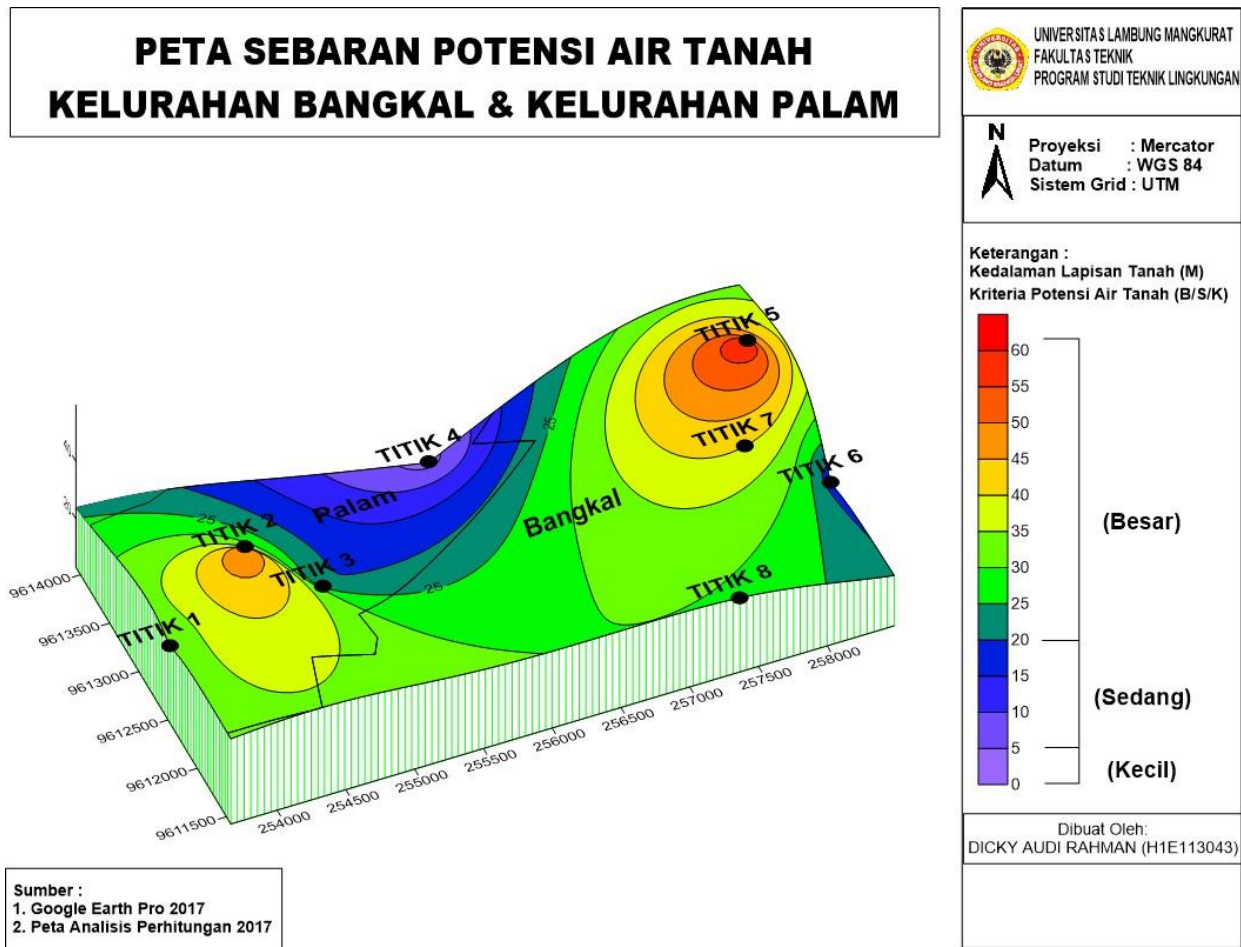 PETA SEBARAN POTENSI AIR TANAH
KELURAHAN BANGKAL & KELURAHAN PALAM
UNIVERSITAS LAMBUNG MANGKURAT
FAKULTAS TEKNIK
PROGRAM STUDI TEKNIK LINGKUNGAN
N
Proyeksi : Mercator
Datum : WGS 84
Sistem Grid : UTM
Keterangan :
Kedalaman Lapisan Tanah (M)
Kriteria Potensi Air Tanah (B/S/K)
60
55
50
45
40
35
30
25
20
15
10
5
0
(Besar)
(Sedang)
(Kecil)
TITIK 5
TITIK 4
TITIK 7
TITIK 6
Palam
Bangkal
TITIK 2
TITIK 3
TITIK 8
TITIK 1
25
25
25
9614000
9613500
9613000
9612500
9612000
9611500
254000
254500
255000
255500
256000
256500
257000
257500
258000
Dibuat Oleh:
DICKY AUDI RAHMAN (H1E113043)
Sumber :
1. Google Earth Pro 2017
2. Peta Analisis Perhitungan 2017